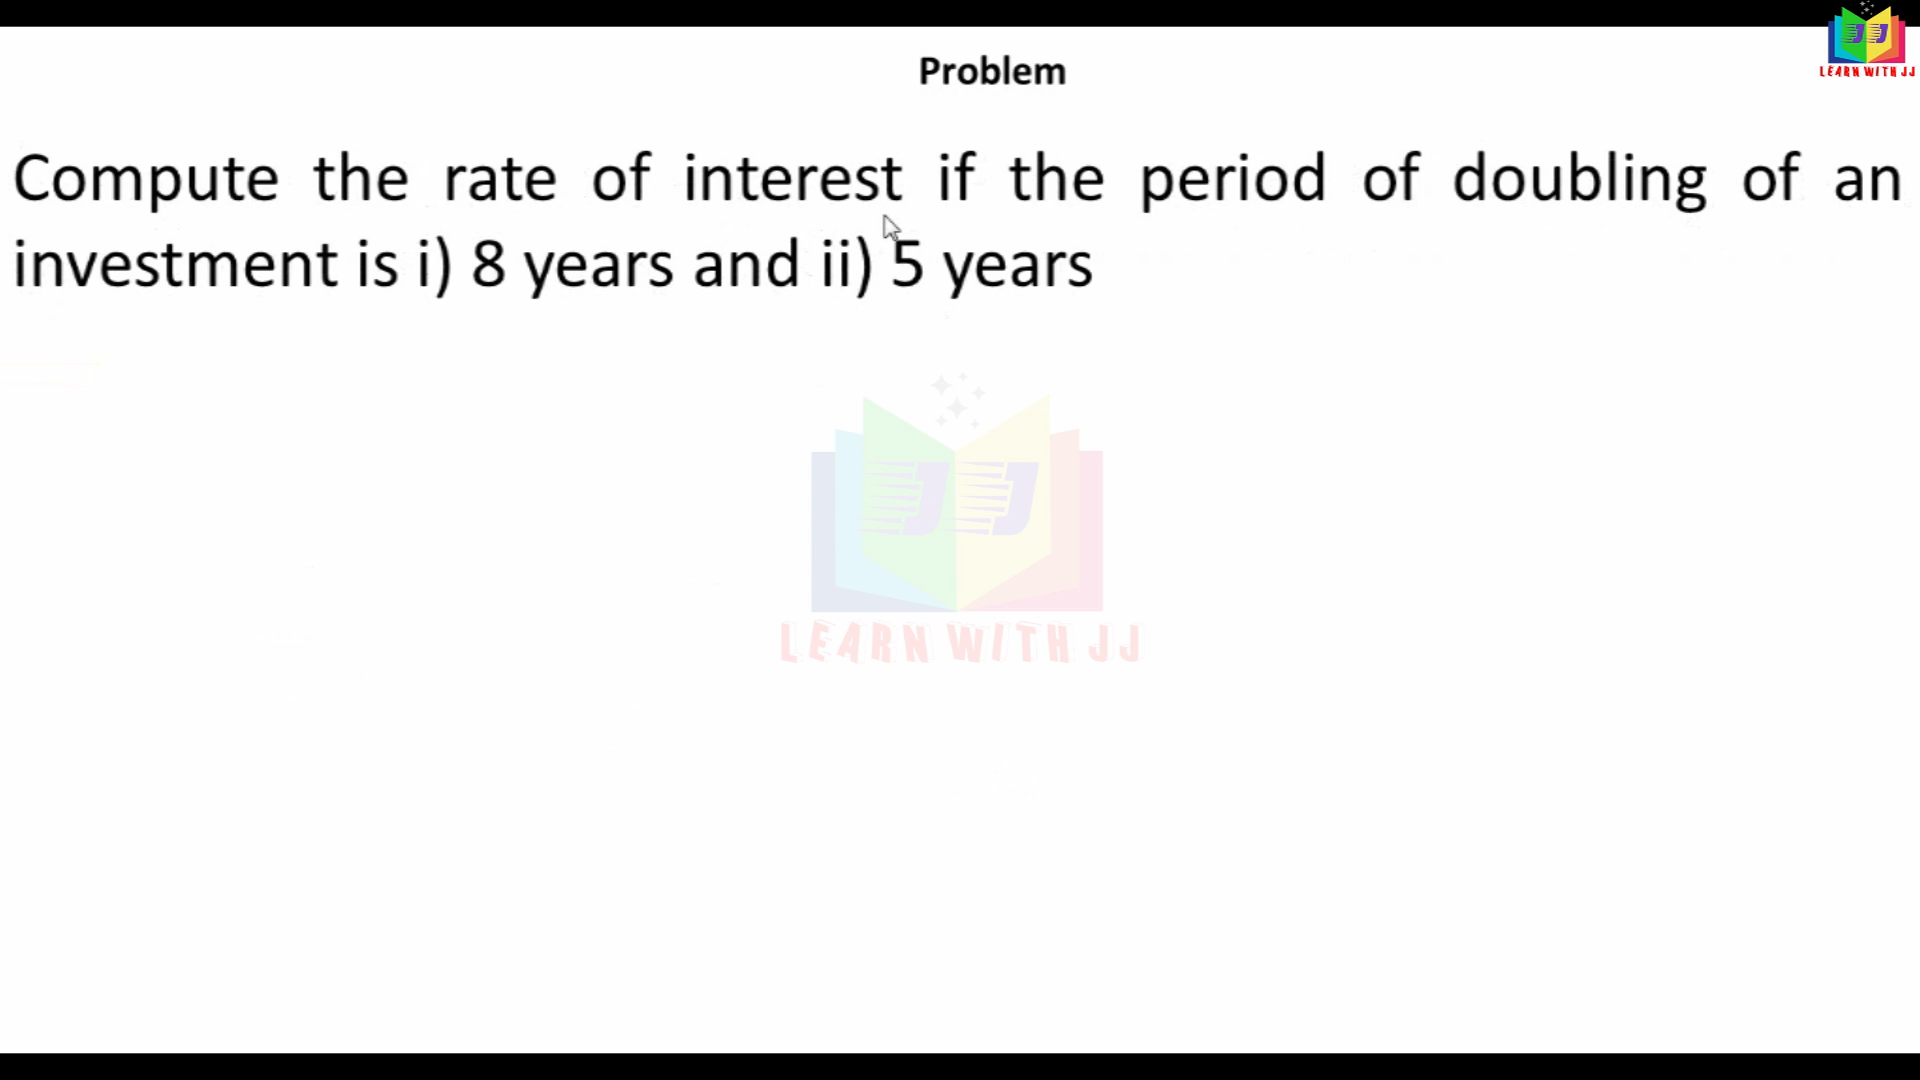 LEARN WITH JJ
Problem
Compute the rate of interest if the period of doubling of an
investment is i) 8 years and ii) 5 years
JJ
LEARN WITH JJ